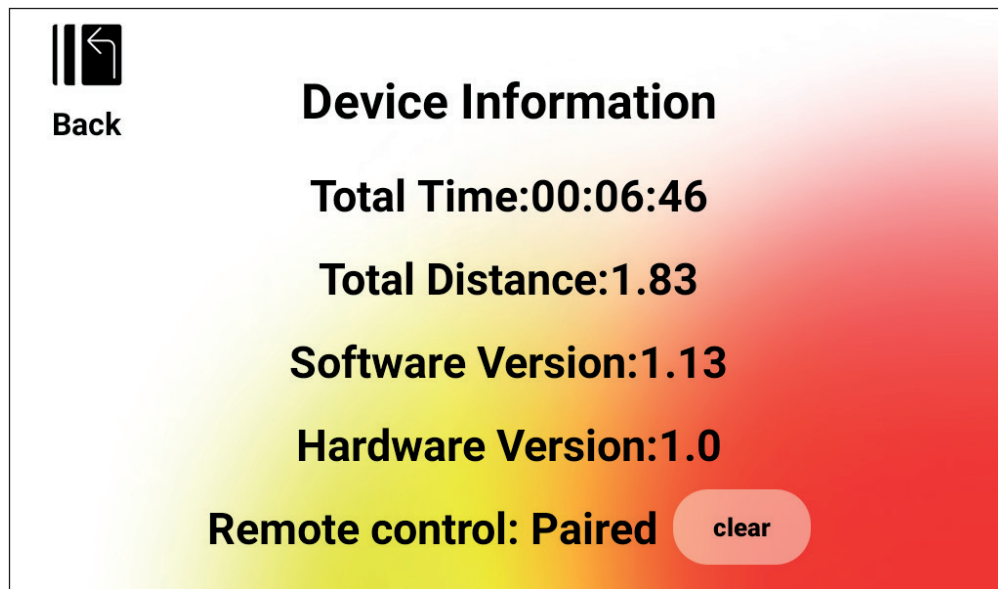 Back
Device Information
Total Time:00:06:46
Total Distance:1.83
Software Version:1.13
Hardware Version:1.0
Remote control: Paired clear